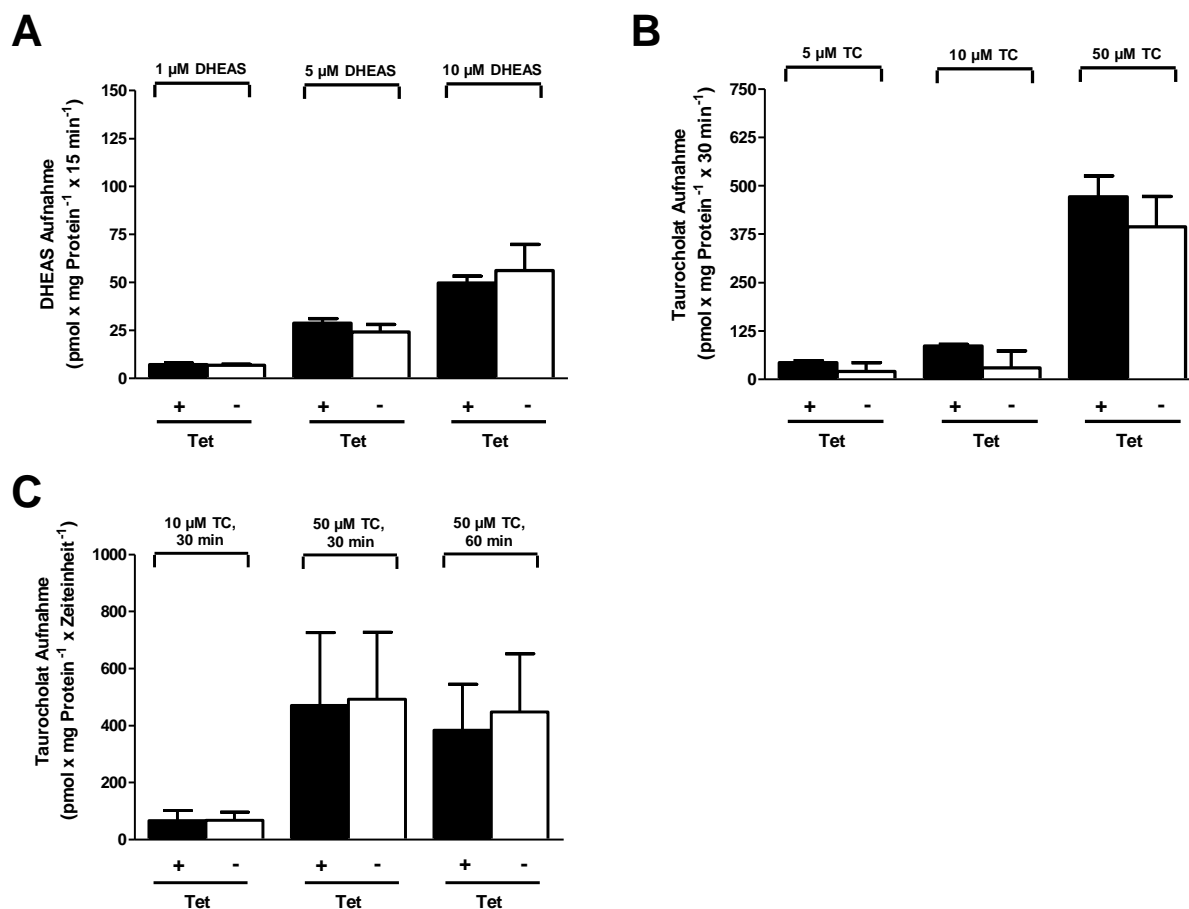 A
1 µM DHEAS 5 µM DHEAS 10 µM DHEAS
DHEAS Aufnahme
(pmol x mg Protein⁻¹ x 15 min⁻¹)
150
125
100
75
50
25
0
+ - + - + -
Tet Tet Tet
B
5 µM TC 10 µM TC 50 µM TC
Taurocholat Aufnahme
(pmol x mg Protein⁻¹ x 30 min⁻¹)
750
625
500
375
250
125
0
+ - + - + -
Tet Tet Tet
C
10 µM TC, 50 µM TC, 50 µM TC,
30 min 30 min 60 min
Taurocholat Aufnahme
(pmol x mg Protein⁻¹ x Zeiteinheit⁻¹)
1000
800
600
400
200
0
+ - + - + -
Tet Tet Tet